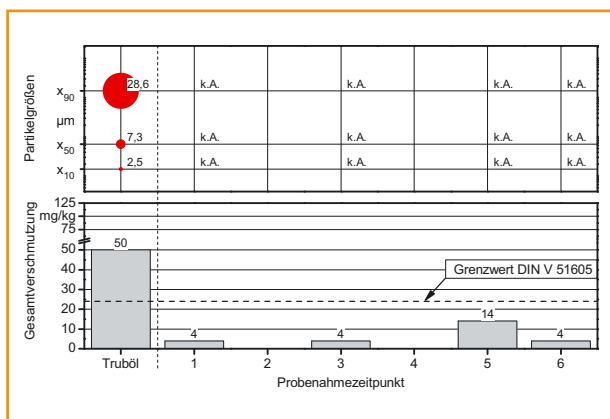 Partikelgrößen
x90
µm
x50
x10
28,6 k.A. k.A. k.A. k.A.
7,3 k.A. k.A. k.A. k.A.
2,5 k.A. k.A. k.A. k.A.
Gesamtverschmutzung
125
mg/kg
75
50
40
30
20
10
0
50
4
4
14
4
Grenzwert DIN V 51605
Truböl 1 2 3 4 5 6
Probenahmezeitpunkt